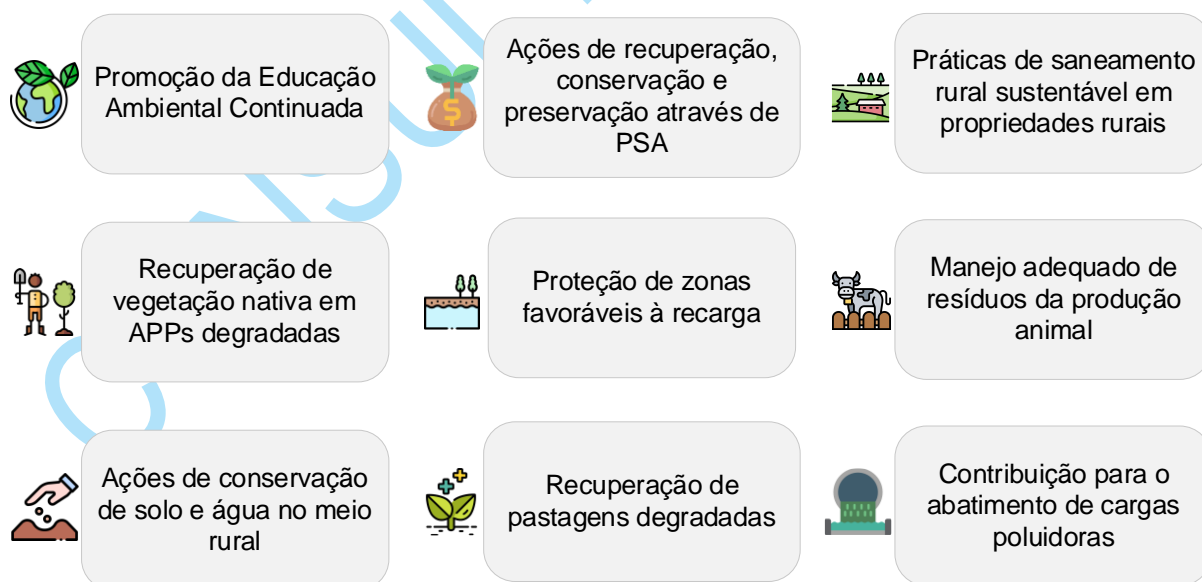 Promoção da Educação
Ambiental Continuada
Ações de recuperação,
conservação e
preservação através de
PSA
Práticas de saneamento
rural sustentável em
propriedades rurais
Recuperação de
vegetação nativa em
APPs degradadas
Proteção de zonas
favoráveis à recarga
Manejo adequado de
resíduos da produção
animal
Ações de conservação
de solo e água no meio
rural
Recuperação de
pastagens degradadas
Contribuição para o
abatimento de cargas
poluidoras